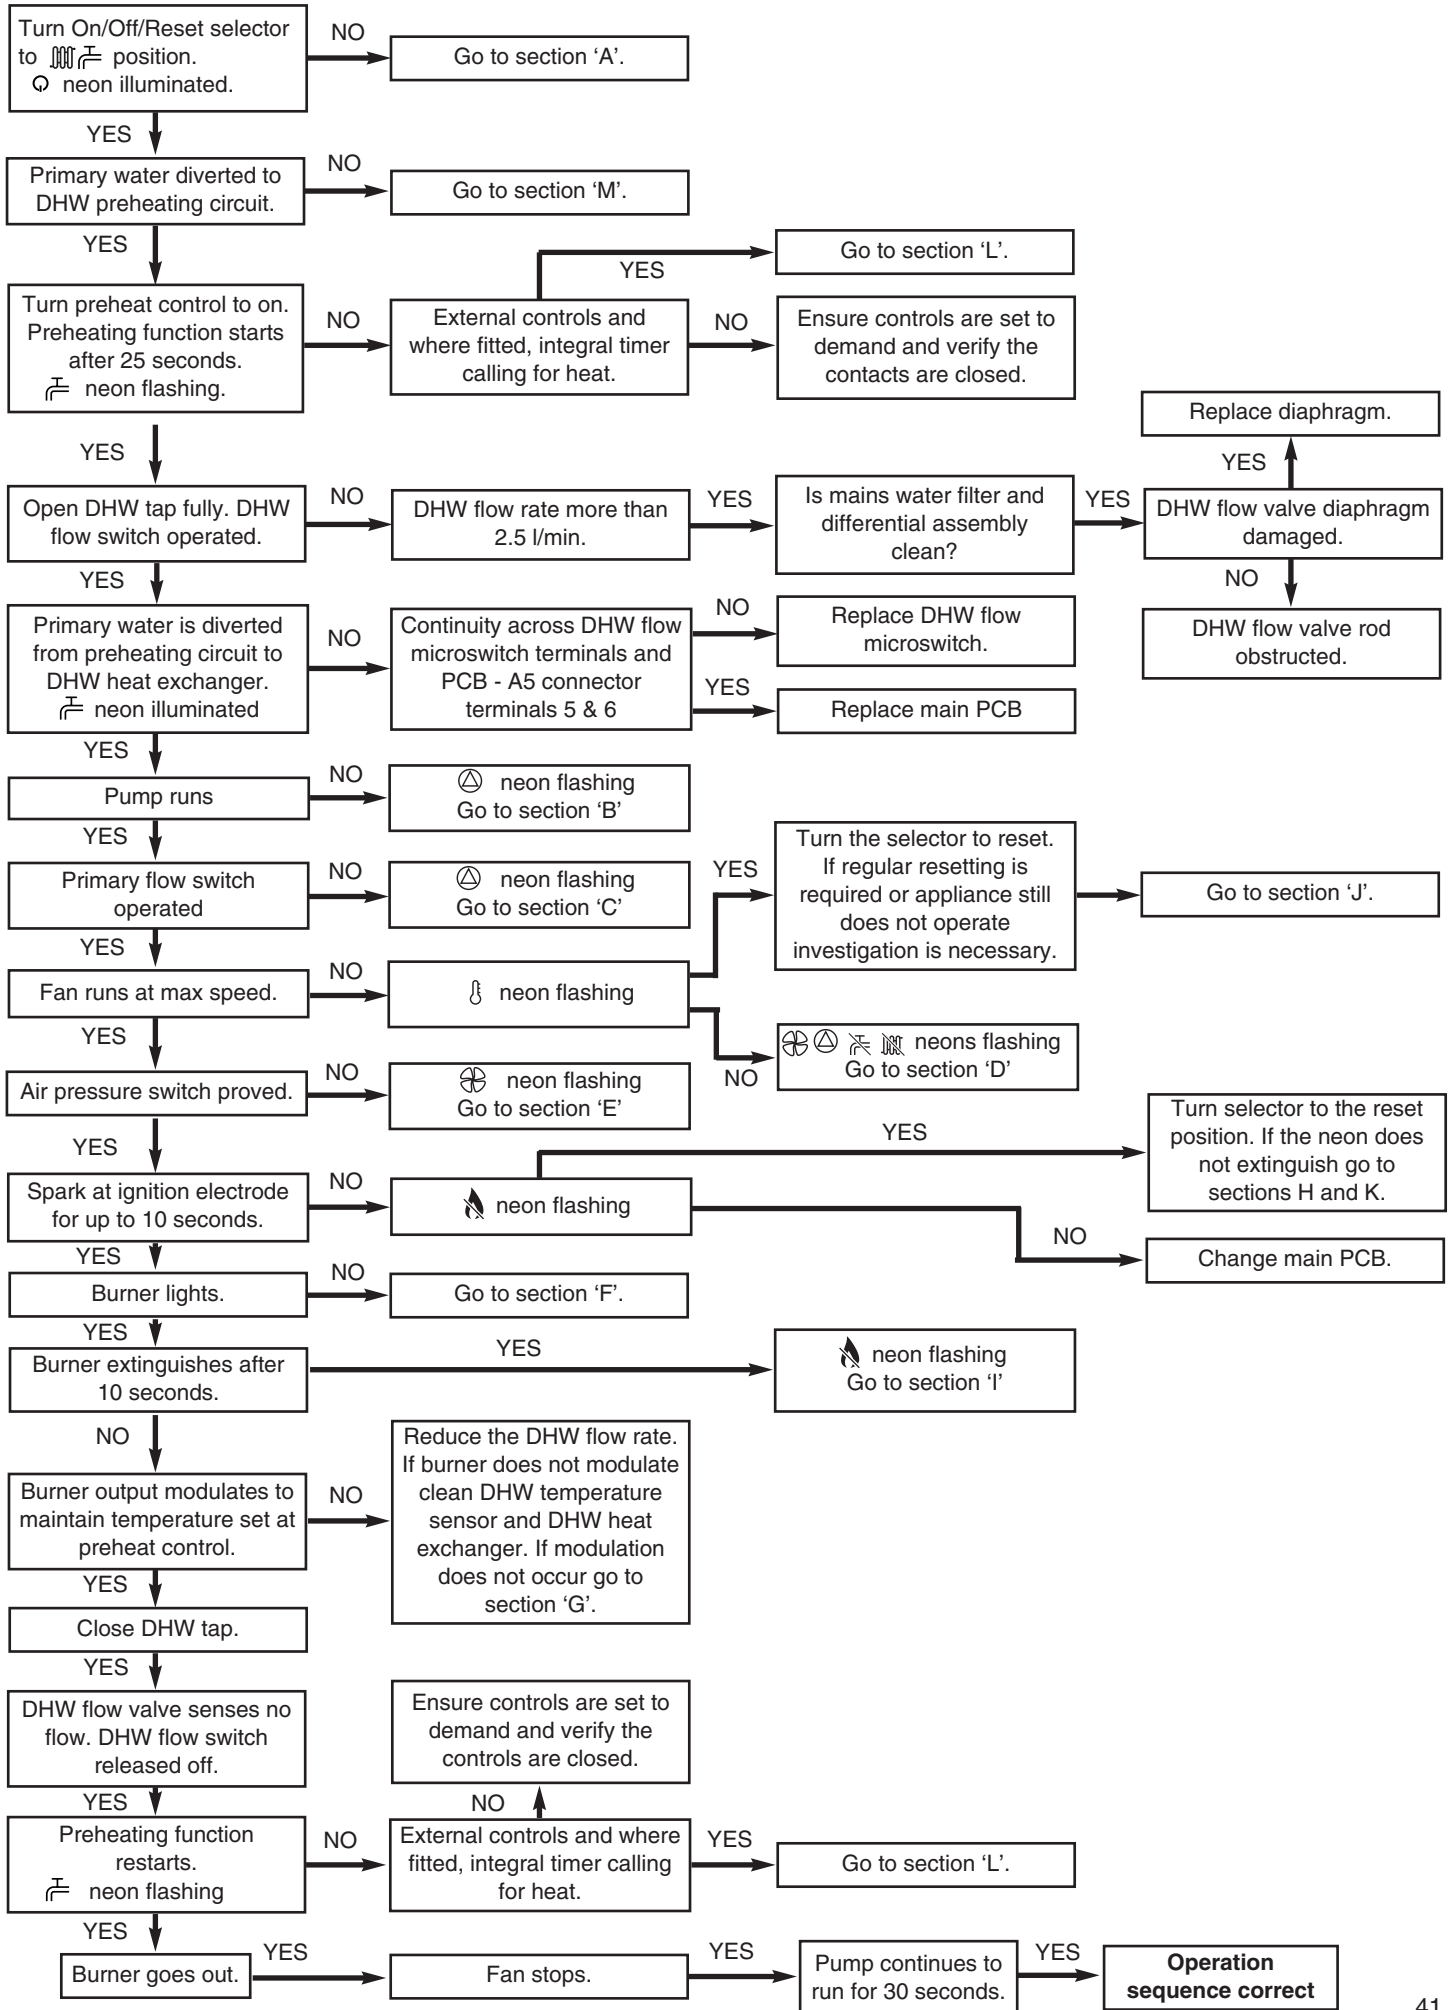 Turn On/Off/Reset selector
to position.
neon illuminated.
NO
Go to section ‘A’.
YES
Primary water diverted to
DHW preheating circuit.
NO
Go to section ‘M’.
YES
Turn preheat control to on.
Preheating function starts
after 25 seconds.
neon flashing.
NO
External controls and
where fitted, integral timer
calling for heat.
YES
Go to section ‘L’.
NO
Ensure controls are set to
demand and verify the
contacts are closed.
YES
Open DHW tap fully. DHW
flow switch operated.
NO
DHW flow rate more than
2.5 l/min.
YES
Is mains water filter and
differential assembly
clean?
YES
DHW flow valve diaphragm
damaged.
YES
Replace diaphragm.
NO
DHW flow valve rod
obstructed.
YES
Primary water is diverted
from preheating circuit to
DHW heat exchanger.
neon illuminated
NO
Continuity across DHW flow
microswitch terminals and
PCB - A5 connector
terminals 5 & 6
NO
Replace DHW flow
microswitch.
YES
Replace main PCB
YES
Pump runs
NO
neon flashing
Go to section ‘B’
YES
Primary flow switch
operated
NO
neon flashing
Go to section ‘C’
YES
Fan runs at max speed.
NO
neon flashing
YES
Turn the selector to reset.
If regular resetting is
required or appliance still
does not operate
investigation is necessary.
Go to section ‘J’.
NO
neons flashing
Go to section ‘D’
YES
Air pressure switch proved.
NO
neon flashing
Go to section ‘E’
YES
Spark at ignition electrode
for up to 10 seconds.
NO
neon flashing
YES
Turn selector to the reset
position. If the neon does
not extinguish go to
sections H and K.
NO
Change main PCB.
YES
Burner lights.
NO
Go to section ‘F’.
YES
Burner extinguishes after
10 seconds.
YES
neon flashing
Go to section ‘I’
NO
Burner output modulates to
maintain temperature set at
preheat control.
NO
Reduce the DHW flow rate.
If burner does not modulate
clean DHW temperature
sensor and DHW heat
exchanger. If modulation
does not occur go to
section ‘G’.
YES
Close DHW tap.
YES
DHW flow valve senses no
flow. DHW flow switch
released off.
YES
Preheating function
restarts.
neon flashing
NO
External controls and where
fitted, integral timer calling
for heat.
NO
Ensure controls are set to
demand and verify the
controls are closed.
YES
Go to section ‘L’.
YES
Burner goes out.
YES
Fan stops.
YES
Pump continues to
run for 30 seconds.
YES
Operation
sequence correct
41